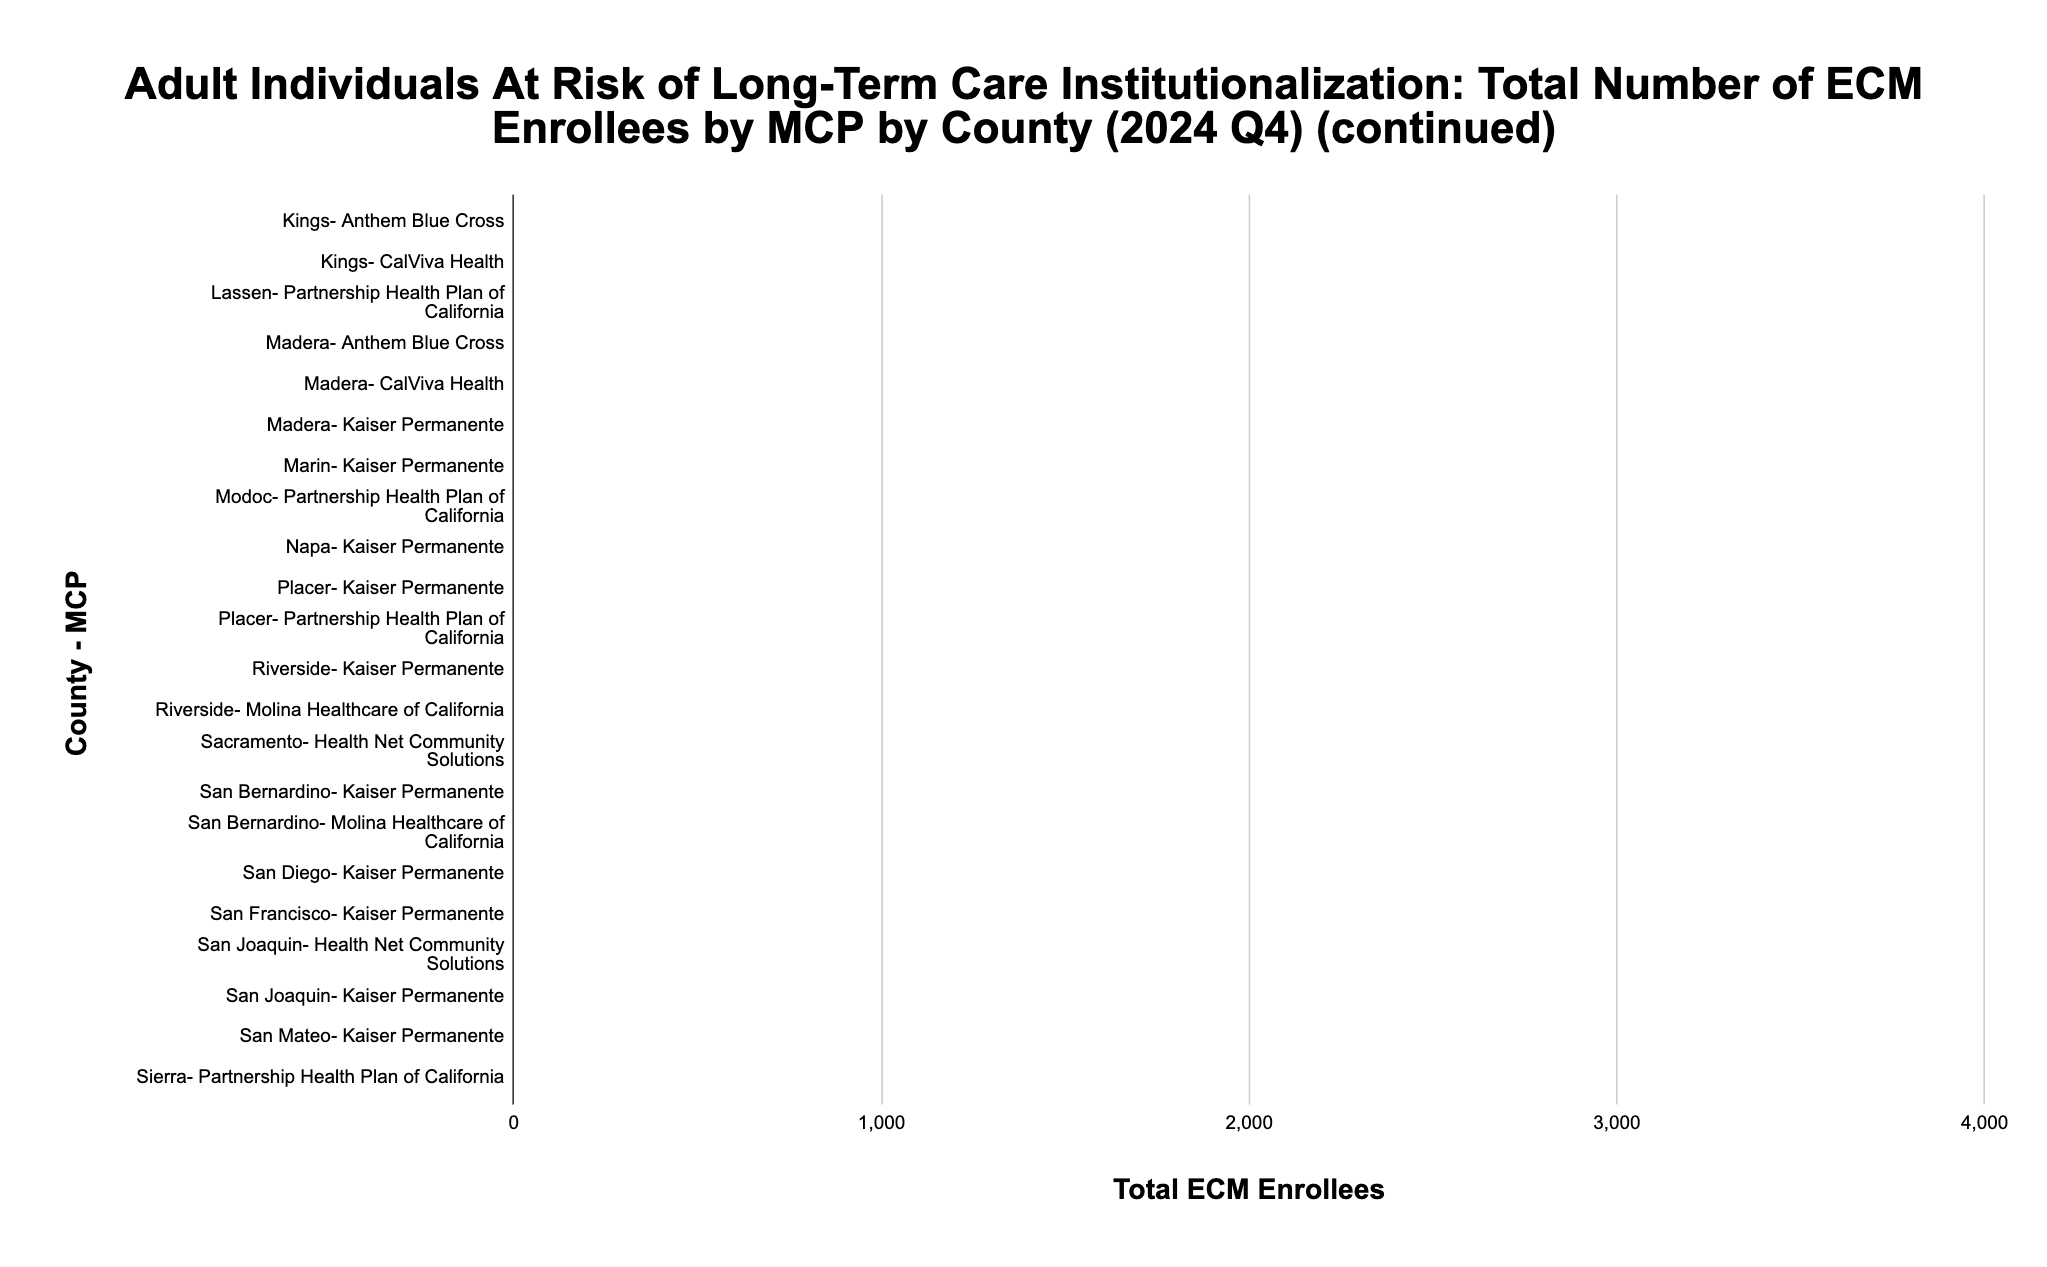 Adult Individuals At Risk of Long-Term Care Institutionalization: Total Number of ECM
Enrollees by MCP by County (2024 Q4) (continued)
County - MCP
Kings- Anthem Blue Cross
Kings- CalViva Health
Lassen- Partnership Health Plan of
California
Madera- Anthem Blue Cross
Madera- CalViva Health
Madera- Kaiser Permanente
Marin- Kaiser Permanente
Modoc- Partnership Health Plan of
California
Napa- Kaiser Permanente
Placer- Kaiser Permanente
Placer- Partnership Health Plan of
California
Riverside- Kaiser Permanente
Riverside- Molina Healthcare of California
Sacramento- Health Net Community
Solutions
San Bernardino- Kaiser Permanente
San Bernardino- Molina Healthcare of
California
San Diego- Kaiser Permanente
San Francisco- Kaiser Permanente
San Joaquin- Health Net Community
Solutions
San Joaquin- Kaiser Permanente
San Mateo- Kaiser Permanente
Sierra- Partnership Health Plan of California
0 1,000 2,000 3,000 4,000
Total ECM Enrollees